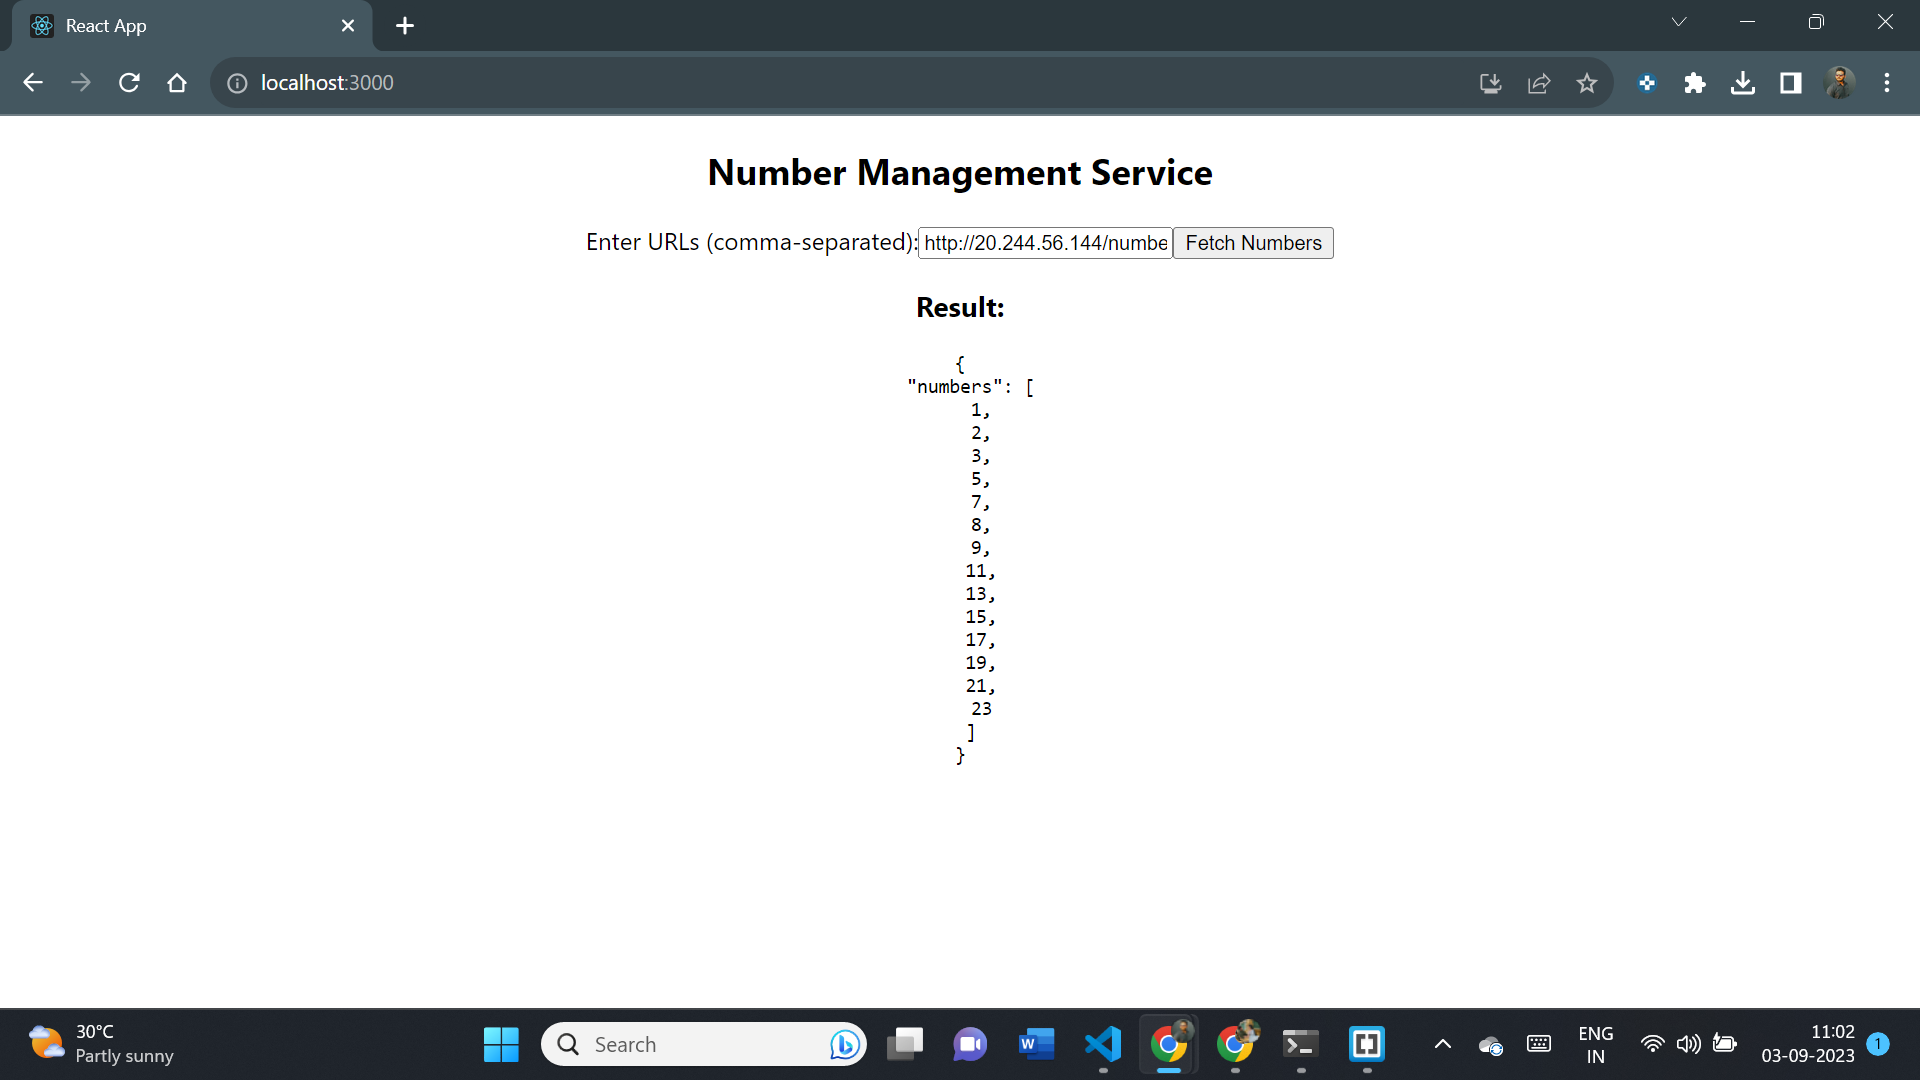 React App
localhost:3000
Number Management Service
Enter URLs (comma-separated): http://20.244.56.144/numbe Fetch Numbers
Result:
{
"numbers": [
1,
2,
3,
5,
7,
8,
9,
11,
13,
15,
17,
19,
21,
23
]
}
30°C
Partly sunny
Search
ENG
IN
11:02
03-09-2023
1